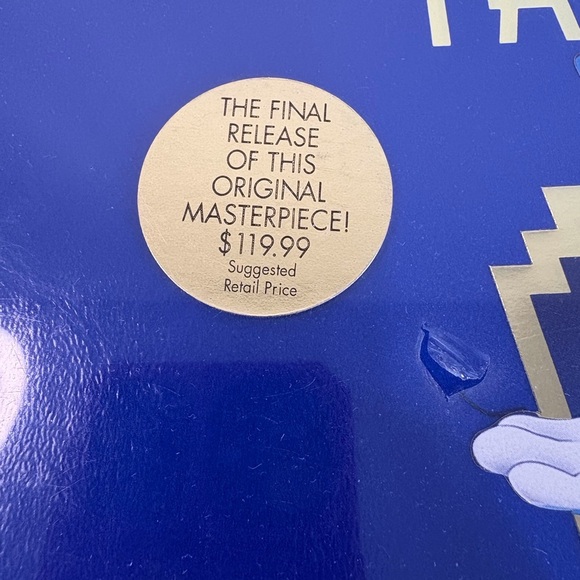 THE FINAL
RELEASE
OF THIS
ORIGINAL
MASTERPIECE!
$119.99
Suggested
Retail Price